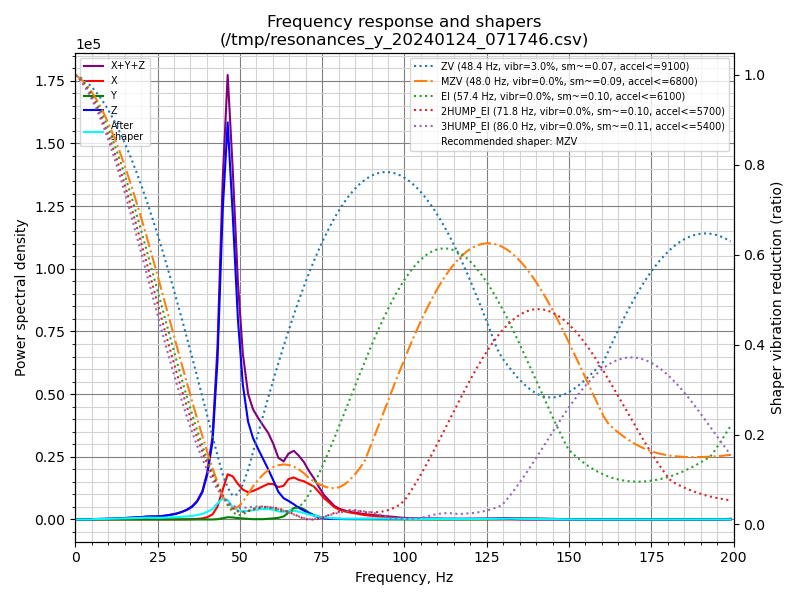 Frequency response and shapers
(/tmp/resonances_y_20240124_071746.csv)
1e5
X+Y+Z
X
Y
Z
After
shaper
ZV (48.4 Hz, vibr=3.0%, sm~=0.07, accel<=9100)
MZV (48.0 Hz, vibr=0.0%, sm~=0.09, accel<=6800)
EI (57.4 Hz, vibr=0.0%, sm~=0.10, accel<=6100)
2HUMP_EI (71.8 Hz, vibr=0.0%, sm~=0.10, accel<=5700)
3HUMP_EI (86.0 Hz, vibr=0.0%, sm~=0.11, accel<=5400)
Recommended shaper: MZV
Power spectral density
1.75
1.50
1.25
1.00
0.75
0.50
0.25
0.00
1.0
0.8
0.6
0.4
0.2
0.0
Shaper vibration reduction (ratio)
0 25 50 75 100 125 150 175 200
Frequency, Hz